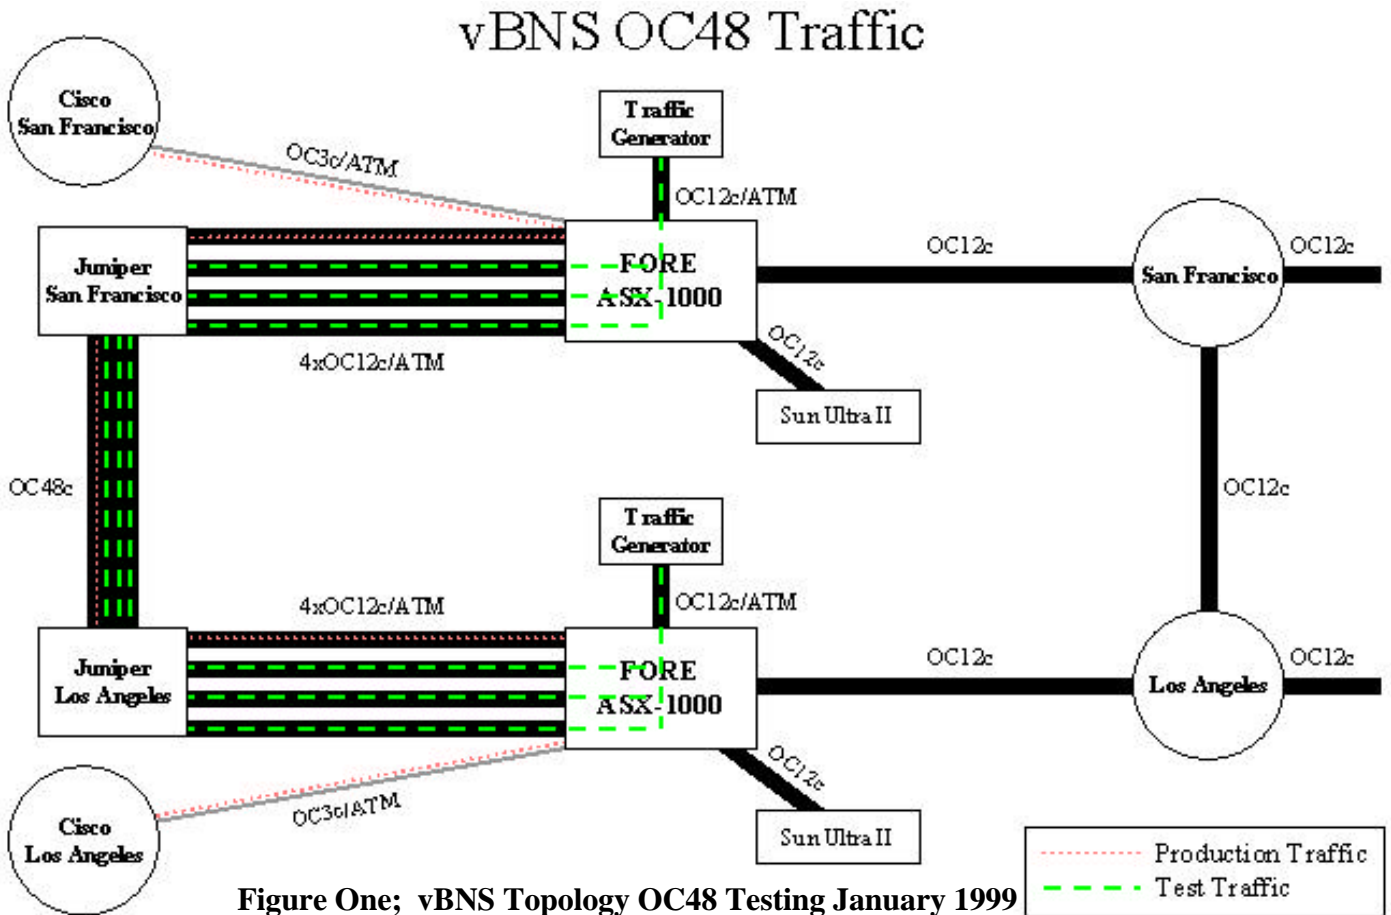 vBNS OC48 Traffic
Cisco
San Francisco
OC3c/ATM
Traffic
Generator
OC12c/ATM
Juniper
San Francisco
FORE
ASX-1000
OC12c
San Francisco
OC12c
4xOC12c/ATM
OC12c
Sun Ultra II
OC48c
OC12c
Traffic
Generator
OC12c/ATM
4xOC12c/ATM
Juniper
Los Angeles
FORE
ASX-1000
OC12c
Los Angeles
OC12c
OC12c
Sun Ultra II
OC3c/ATM
Cisco
Los Angeles
Production Traffic
Test Traffic
Figure One; vBNS Topology OC48 Testing January 1999